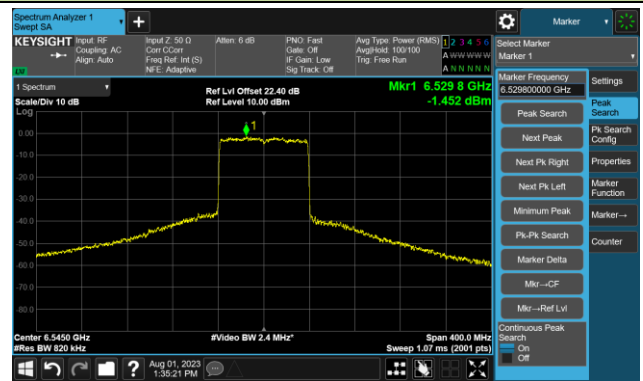 Spectrum Analyzer 1
Swept SA
+
Marker
KEYSIGHT
Input: RF
Coupling: AC
Align: Auto
Input Z: 50 Ω
Corr CCorr
Freq Ref: Int (S)
NFE: Adaptive
Atten: 6 dB
PNO: Fast
Gate: Off
IF Gain: Low
Sig Track: Off
Avg Type: Power (RMS)
Avg|Hold: 100/100
Trig: Free Run
1 2 3 4 5 6
A W W W W W
A N N N N N
LV
Select Marker
Marker 1
1 Spectrum
Scale/Div 10 dB
Log
Ref Lvl Offset 22.40 dB
Ref Level 10.00 dBm
Mkr1 6.529 8 GHz
-1.452 dBm
1
0.00
-10.0
-20.0
-30.0
-40.0
-50.0
-60.0
-70.0
-80.0
Center 6.5450 GHz
#Res BW 820 kHz
#Video BW 2.4 MHz*
Span 400.0 MHz
Sweep 1.07 ms (2001 pts)
Marker Frequency
6.529800000 GHz
Peak Search
Next Peak
Next Pk Right
Next Pk Left
Minimum Peak
Pk-Pk Search
Marker Delta
Mkr→CF
Mkr→Ref Lvl
Continuous Peak
Search
On
Off
Settings
Peak
Search
Pk Search
Config
Properties
Marker
Function
Marker→
Counter
?
Aug 01, 2023
1:35:21 PM